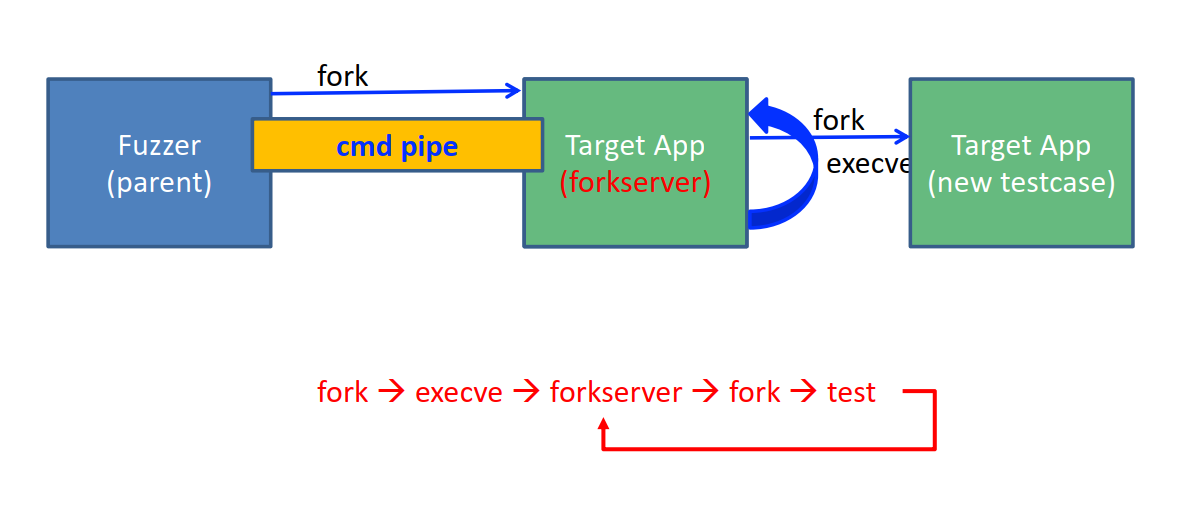 fork
Fuzzer
(parent)
cmd pipe
Target App
(forkserver)
fork
execve
Target App
(new testcase)
fork → execve → forkserver → fork → test